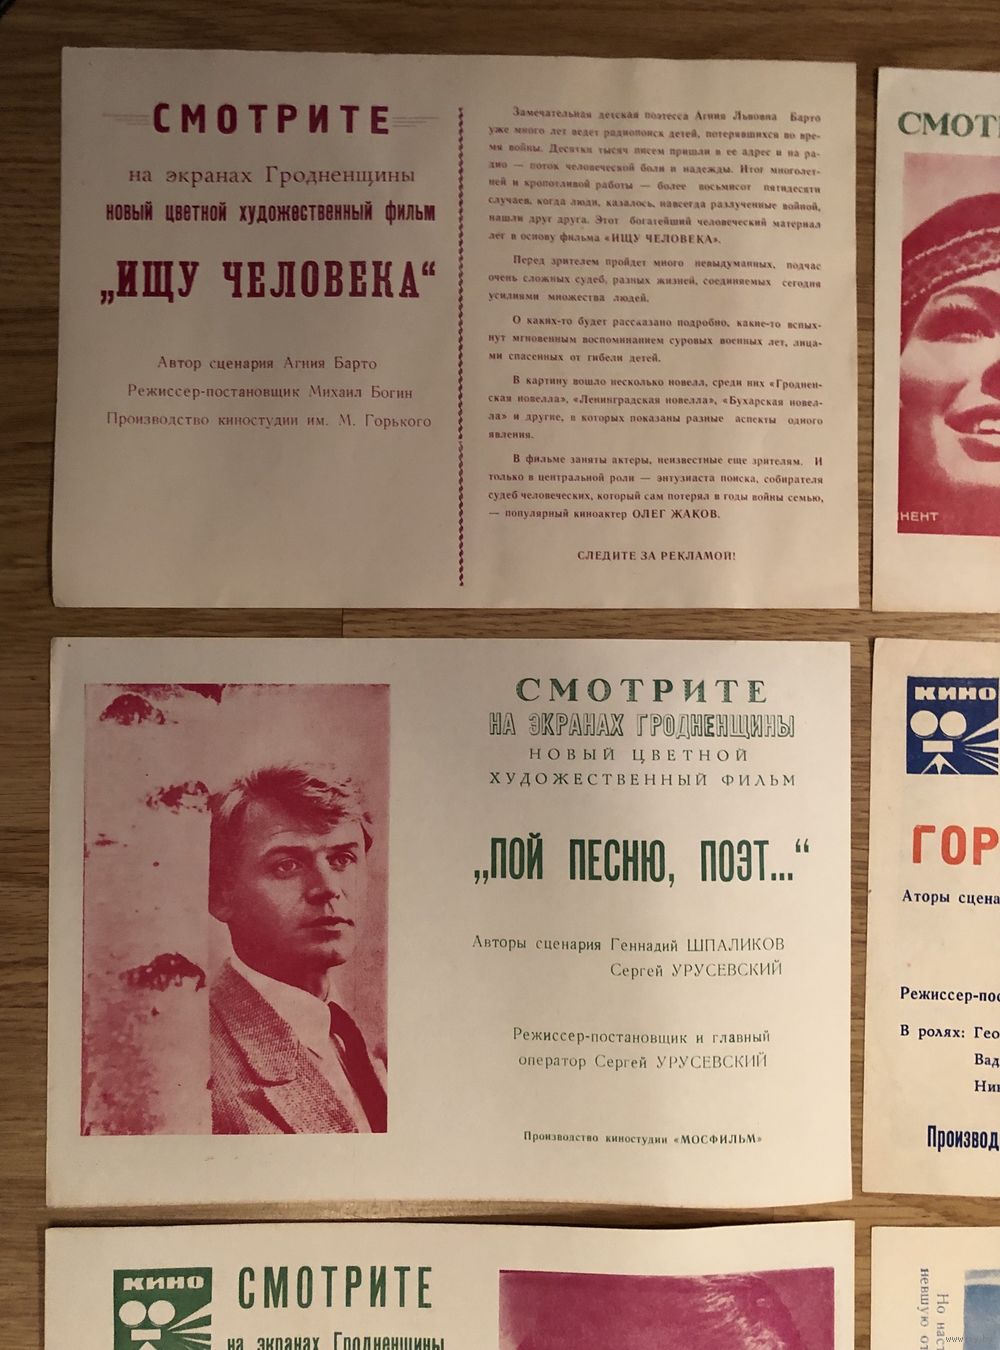 СМОТРИТЕ
на экранах Гродненщины
новый цветной художественный фильм
„ИЩУ ЧЕЛОВЕКА“
Автор сценария Агния Барто
Режиссер-постановщик Михаил Богин
Производство киностудии им. М. Горького
Замечательная детская поэтесса Агния Львовна Барто
уже много лет ведет радиопоиск детей, потерявшихся во вре-
мя войны. Десятки тысяч писем пришли в ее адрес и на ра-
дио — поток человеческой боли и надежды. Итог многолет-
ней и кропотливой работы — более восьмисот пятидесяти
случаев, когда люди, казалось, навсегда разлученные войной,
нашли друг друга. Этот богатейший человеческий материал
лег в основу фильма «ИЩУ ЧЕЛОВЕКА».
Перед зрителем пройдет много невыдуманных, подчас
очень сложных судеб, разных жизней, соединяемых сегодня
усилиями множества людей.
О каких-то будет рассказано подробно, какие-то вспых-
нут мгновенным воспоминанием суровых военных лет, лица-
ми спасенных от гибели детей.
В картину вошло несколько новелл, среди них «Гроднен-
ская новелла», «Ленинградская новелла», «Бухарская новел-
ла» и другие, в которых показаны разные аспекты одного
явления.
В фильме заняты актеры, неизвестные еще зрителям. И
только в центральной роли — энтузиаста поиска, собирателя
судеб человеческих, который сам потерял в годы войны семью,
— популярный киноактер ОЛЕГ ЖАКОВ.
СЛЕДИТЕ ЗА РЕКЛАМОЙ!
СМОТ
НЕНТ
СМОТРИТЕ
НА ЭКРАНАХ ГРОДНЕНЩИНЫ
НОВЫЙ ЦВЕТНОЙ
ХУДОЖЕСТВЕННЫЙ ФИЛЬМ
„ПОЙ ПЕСНЮ, ПОЭТ...“
Авторы сценария Геннадий ШПАЛИКОВ
Сергей УРУСЕВСКИЙ
Режиссер-постановщик и главный
оператор Сергей УРУСЕВСКИЙ
Производство киностудии «МОСФИЛЬМ»
КИНО
ГОР
Аторы сцена
Режиссер-пос
В ролях: Гео
Вад
Ни
Производ
КИНО
СМОТРИТЕ
на экранах Гродненщины
Но нас
невшую от